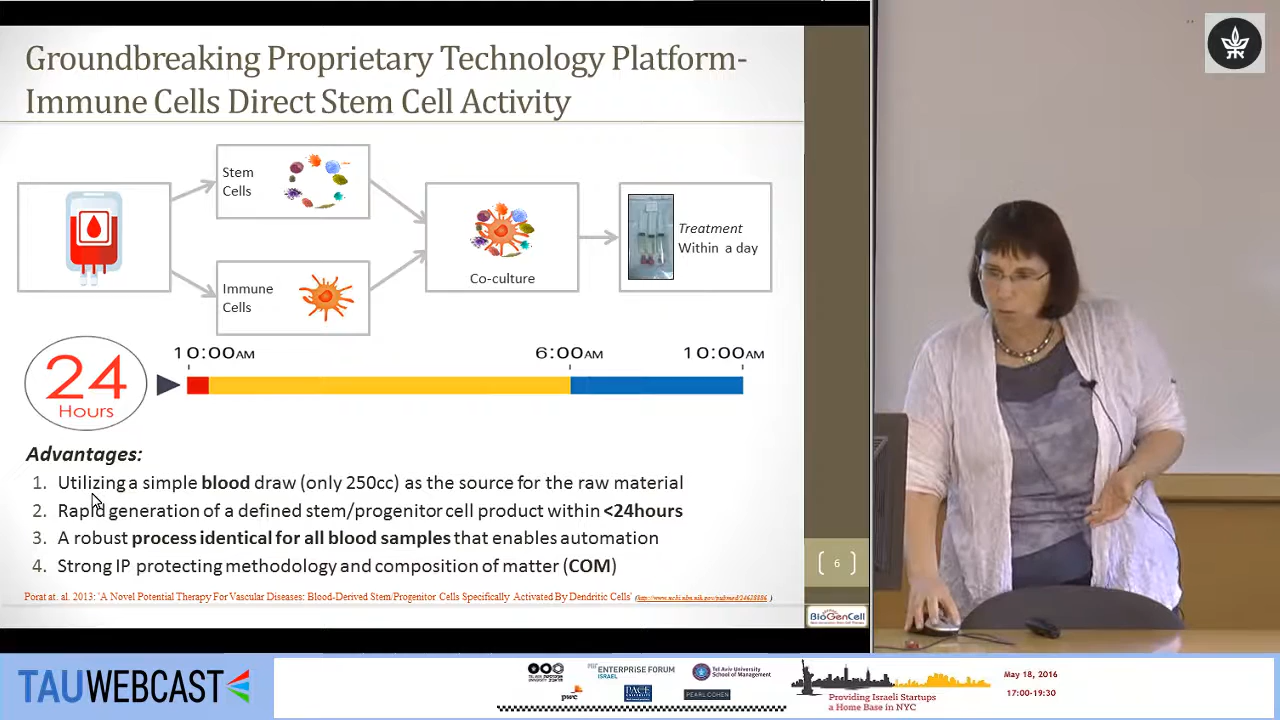 Groundbreaking Proprietary Technology Platform-
Immune Cells Direct Stem Cell Activity
Stem
Cells
Immune
Cells
Co-culture
Treatment
Within a day
24
Hours
10:00AM
6:00AM
10:00AM
Advantages:
1. Utilizing a simple blood draw (only 250cc) as the source for the raw material
2. Rapid generation of a defined stem/progenitor cell product within <24hours
3. A robust process identical for all blood samples that enables automation
4. Strong IP protecting methodology and composition of matter (COM)
Porat at. al. 2013: 'A Novel Potential Therapy For Vascular Diseases: Blood-Derived Stem/Progenitor Cells Specifically Activated By Dendritic Cells'
6
BioGenCell
TAUWEBCAST
ENTERPRISE FORUM
ISRAEL
Tel Aviv University
School of Management
pwc
PACE
PEARL COHEN
Providing Israeli Startups
a Home Base in NYC
May 18, 2016
17:00-19:30